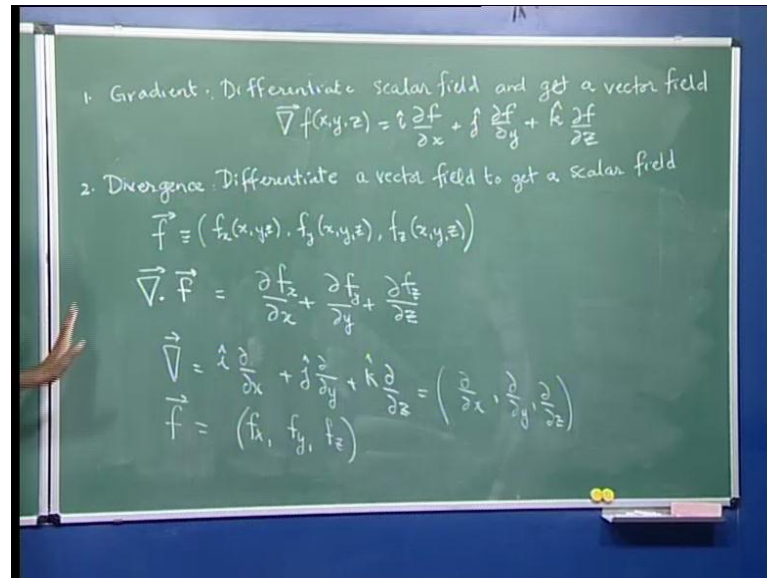 1. Gradient: Differentiate scalar field and get a vector field
∇⃗ f(x,y,z) = î ∂f/∂x + ĵ ∂f/∂y + k̂ ∂f/∂z
2. Divergence: Differentiate a vector field to get a scalar field
f⃗ ≡ (fx(x,y,z), fy(x,y,z), fz(x,y,z))
∇⃗ . f⃗ = ∂fx/∂x + ∂fy/∂y + ∂fz/∂z
∇⃗ = î ∂/∂x + ĵ ∂/∂y + k̂ ∂/∂z = (∂/∂x, ∂/∂y, ∂/∂z)
f⃗ = (fx, fy, fz)